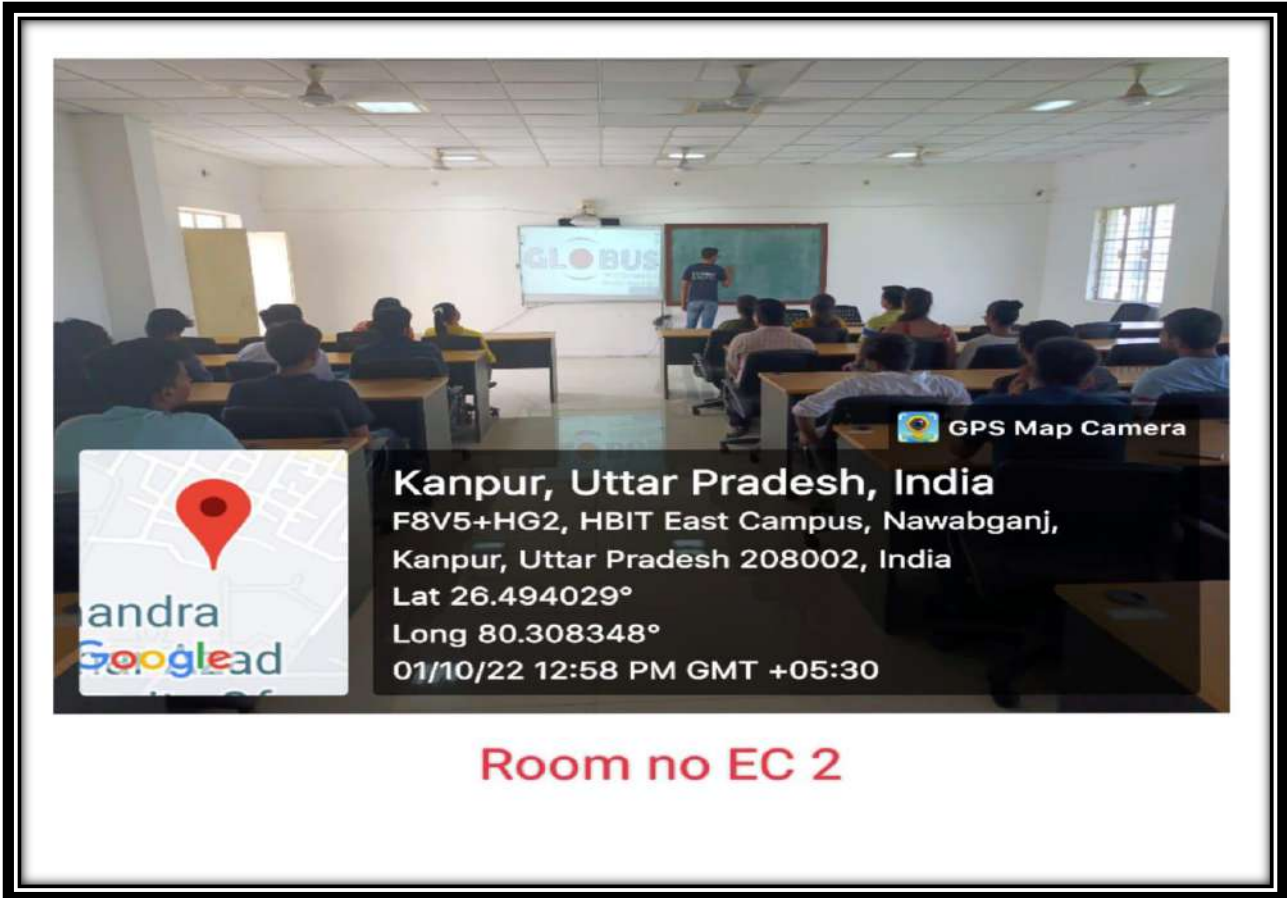 GLOBUS
GPS Map Camera
Kanpur, Uttar Pradesh, India
F8V5+HG2, HBIT East Campus, Nawabganj,
Kanpur, Uttar Pradesh 208002, India
Lat 26.494029°
Long 80.308348°
01/10/22 12:58 PM GMT +05:30
andra
Google
ad
Room no EC 2